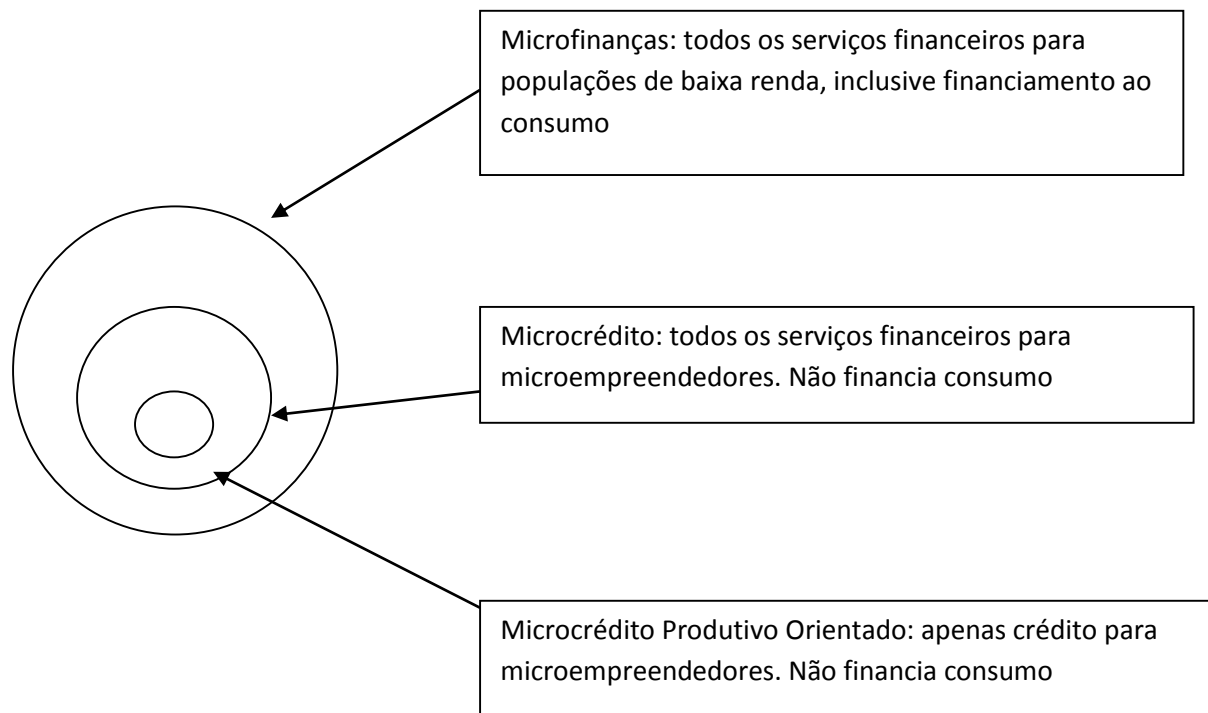 Microfinanças: todos os serviços financeiros para
populações de baixa renda, inclusive financiamento ao
consumo
Microcrédito: todos os serviços financeiros para
microempreendedores. Não financia consumo
Microcrédito Produtivo Orientado: apenas crédito para
microempreendedores. Não financia consumo